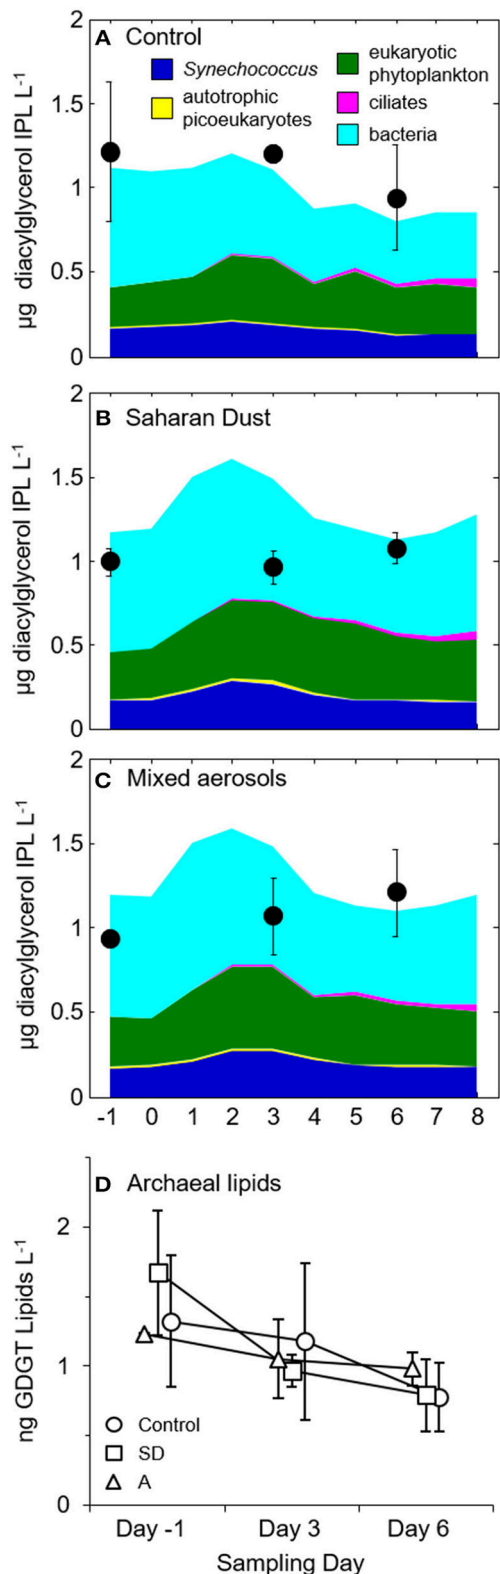 A Control
Synechococcus
autotrophic
picoeukaryotes
eukaryotic
phytoplankton
ciliates
bacteria
2
1.5
1
0.5
0
µg diacylglycerol IPL L-1
B Saharan Dust
2
1.5
1
0.5
0
µg diacylglycerol IPL L-1
C Mixed aerosols
2
1.5
1
0.5
0
µg diacylglycerol IPL L-1
-1 0 1 2 3 4 5 6 7 8
D Archaeal lipids
2
1
0
ng GDGT Lipids L-1
Control
SD
A
Day -1 Day 3 Day 6
Sampling Day